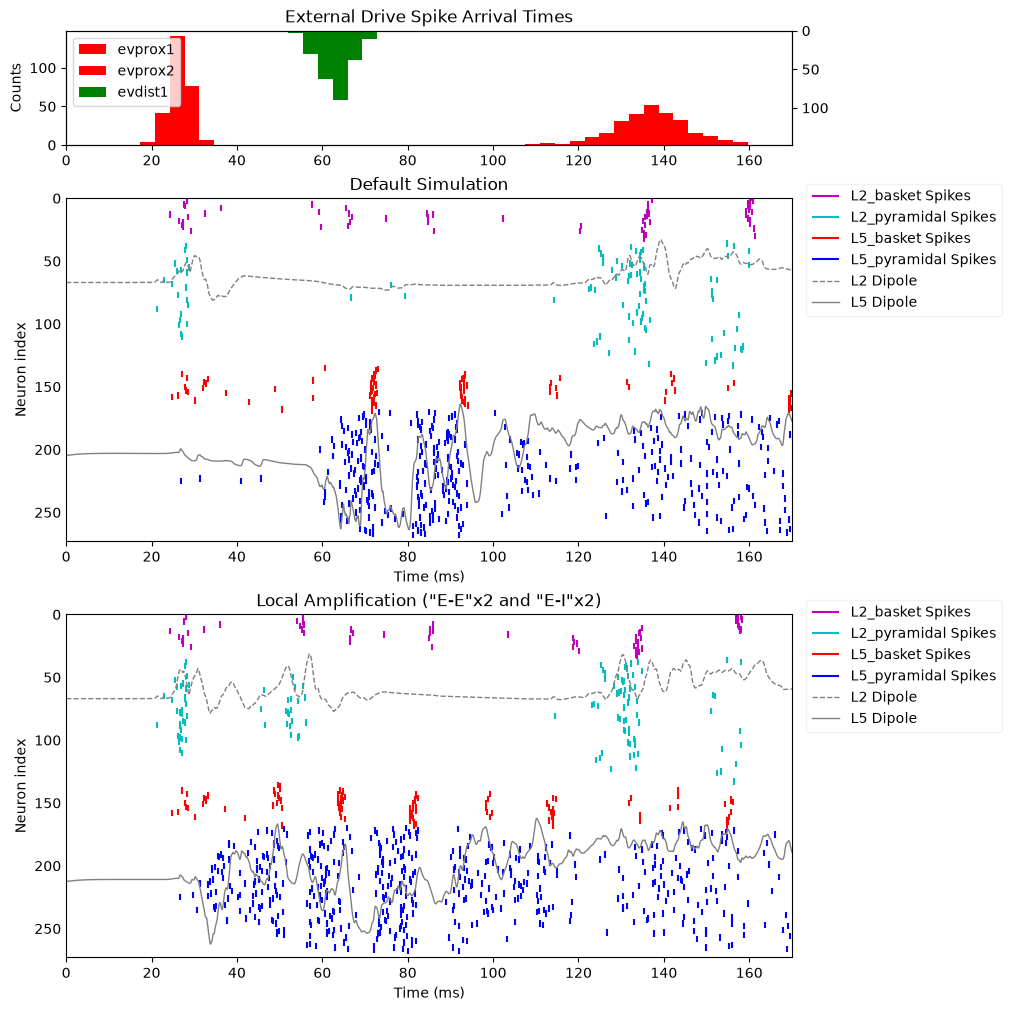 External Drive Spike Arrival Times
Counts
100
50
0
evprox1
evprox2
evdist1
0
50
100
0 20 40 60 80 100 120 140 160
Default Simulation
Neuron index
0
50
100
150
200
250
0 20 40 60 80 100 120 140 160
Time (ms)
L2_basket Spikes
L2_pyramidal Spikes
L5_basket Spikes
L5_pyramidal Spikes
L2 Dipole
L5 Dipole
Local Amplification ("E-E"x2 and "E-I"x2)
Neuron index
0
50
100
150
200
250
0 20 40 60 80 100 120 140 160
Time (ms)
L2_basket Spikes
L2_pyramidal Spikes
L5_basket Spikes
L5_pyramidal Spikes
L2 Dipole
L5 Dipole